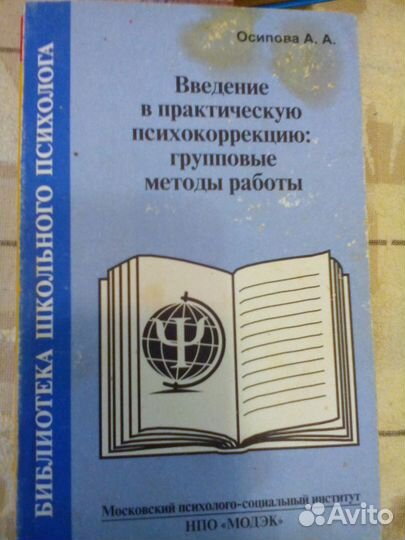 Осипова А. А.
Введение
в практическую
психокоррекцию:
групповые
методы работы
БИБЛИОТЕКА ШКОЛЬНОГО ПСИХОЛОГА
Ψ
Московский психолого-социальный институт
НПО «МОДЭК»
Avito